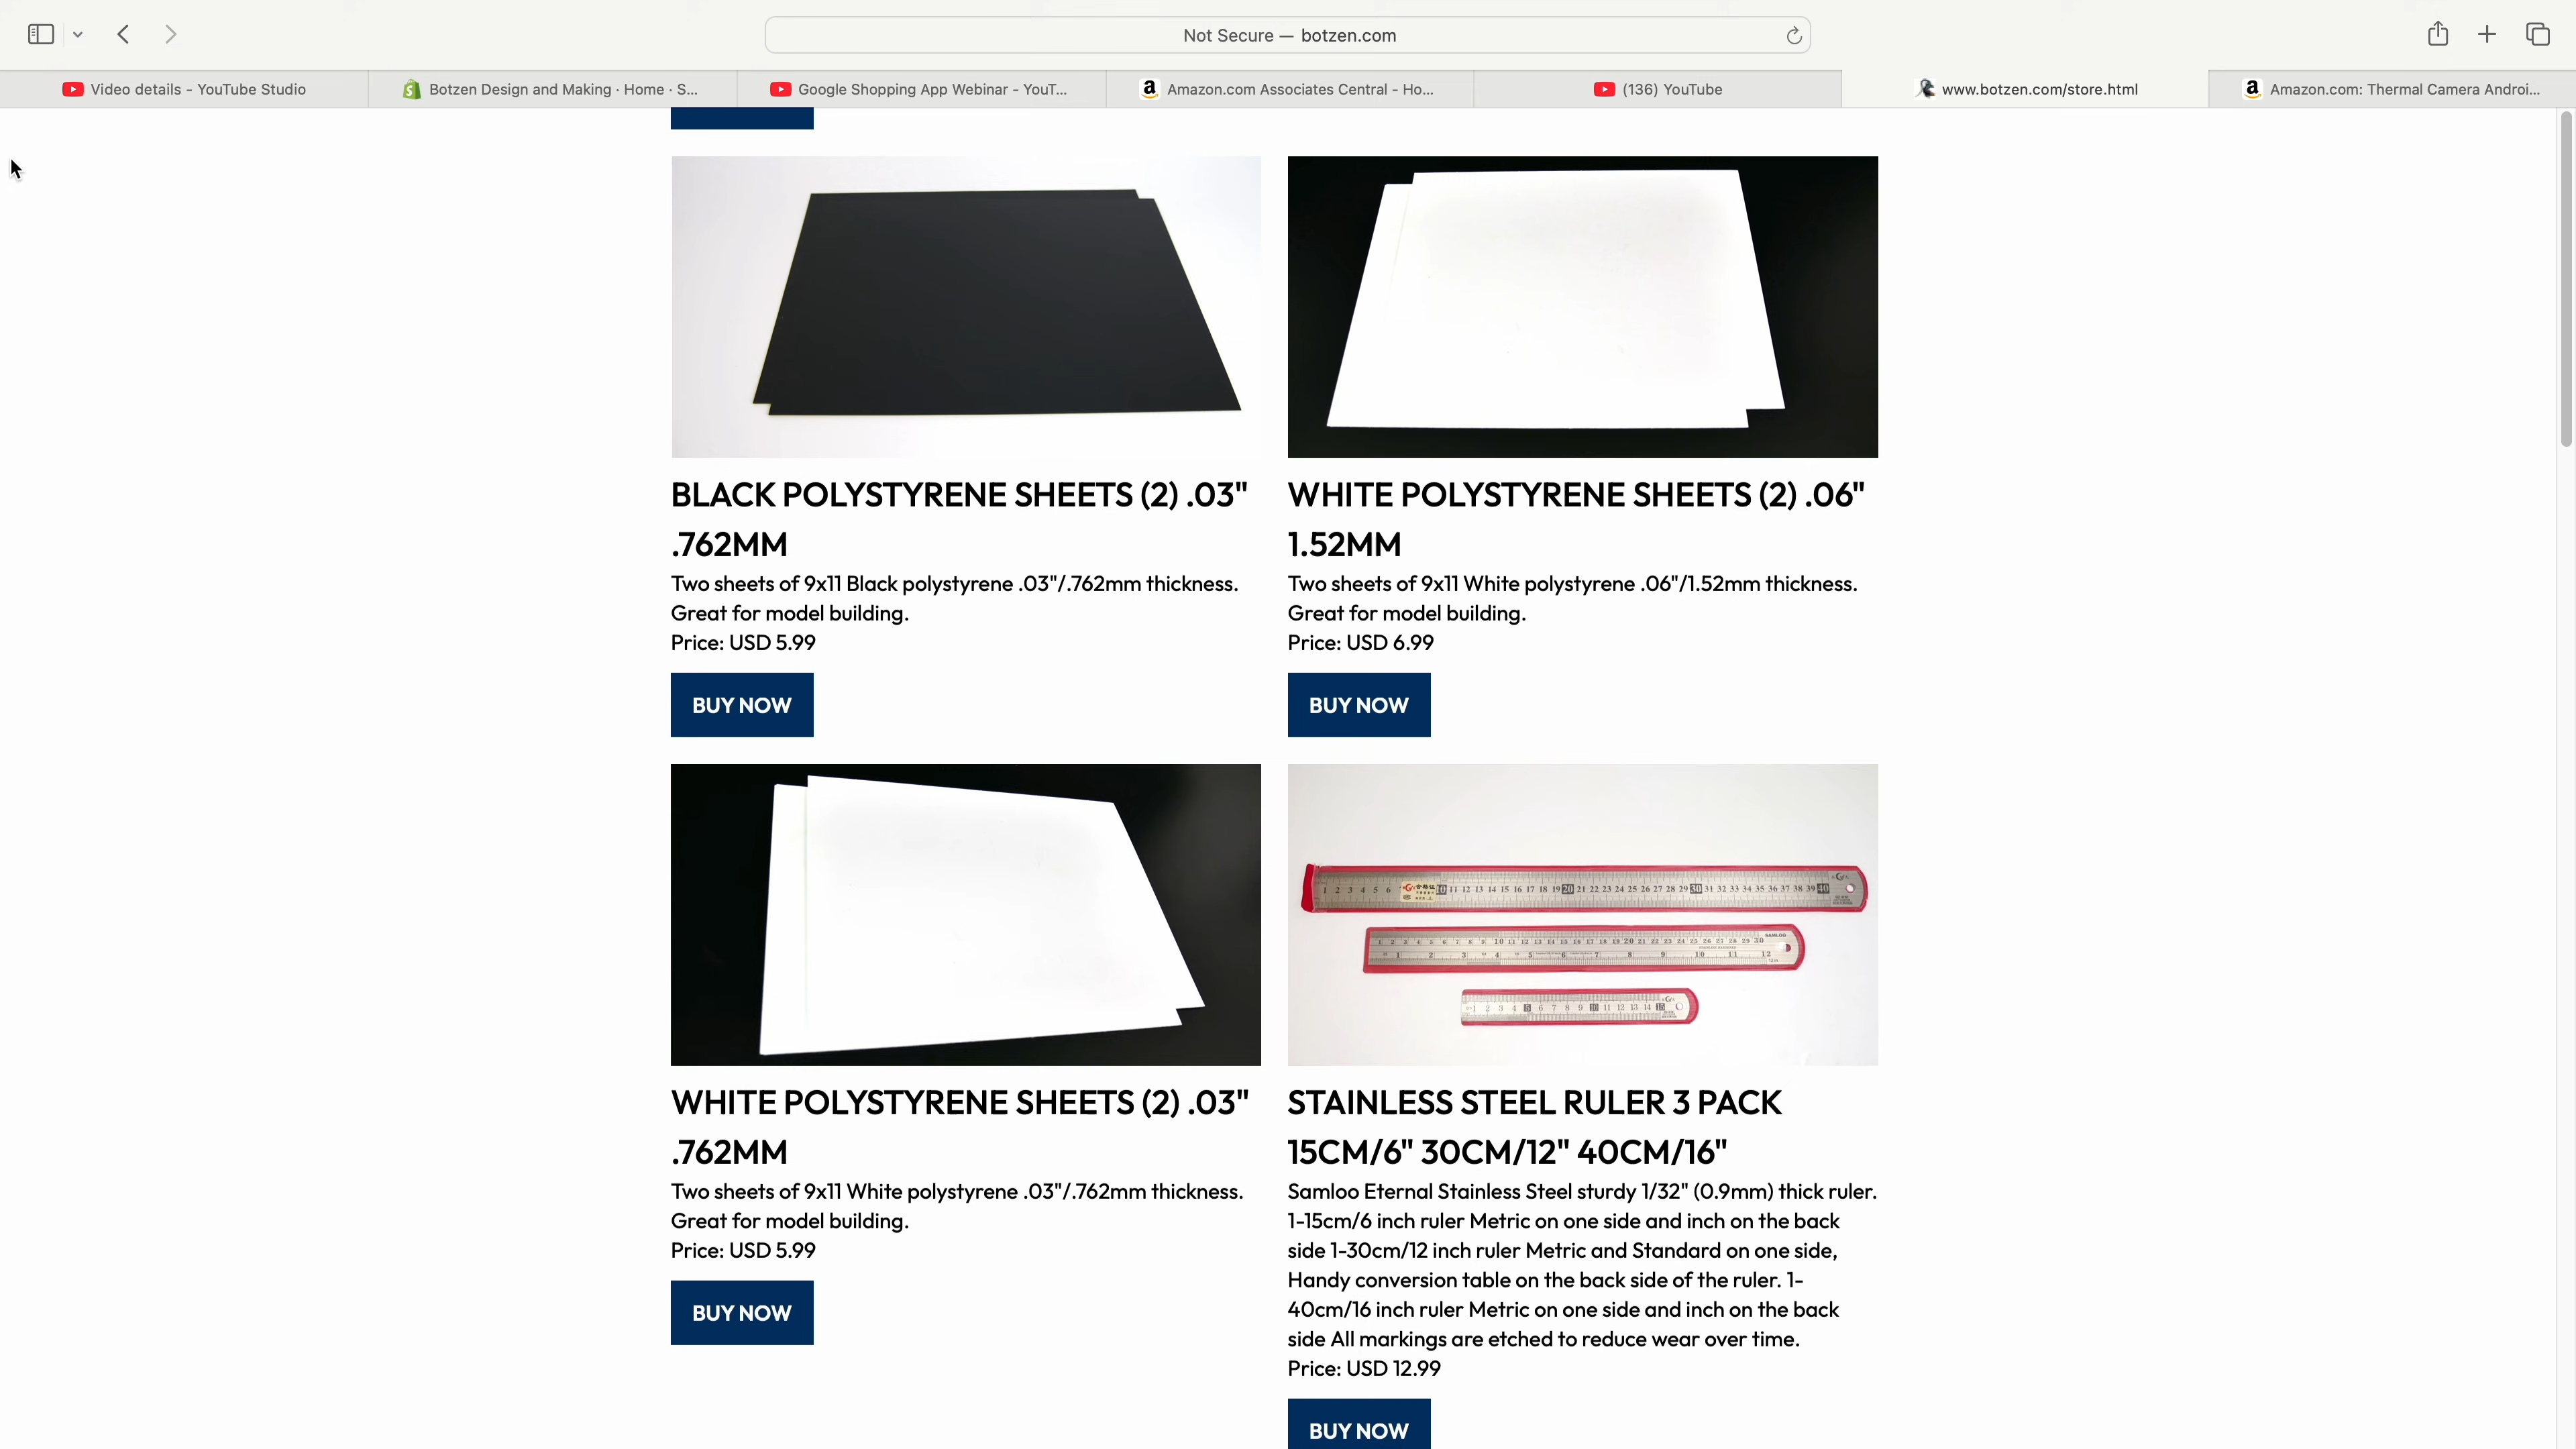 Not Secure — botzen.com
Video details - YouTube Studio
Botzen Design and Making · Home · S...
Google Shopping App Webinar - YouT...
Amazon.com Associates Central - Ho...
(136) YouTube
www.botzen.com/store.html
Amazon.com: Thermal Camera Androi...
BLACK POLYSTYRENE SHEETS (2) .03"
.762MM
Two sheets of 9x11 Black polystyrene .03"/.762mm thickness.
Great for model building.
Price: USD 5.99
BUY NOW
WHITE POLYSTYRENE SHEETS (2) .06"
1.52MM
Two sheets of 9x11 White polystyrene .06"/1.52mm thickness.
Great for model building.
Price: USD 6.99
BUY NOW
WHITE POLYSTYRENE SHEETS (2) .03"
.762MM
Two sheets of 9x11 White polystyrene .03"/.762mm thickness.
Great for model building.
Price: USD 5.99
BUY NOW
STAINLESS STEEL RULER 3 PACK
15CM/6" 30CM/12" 40CM/16"
Samloo Eternal Stainless Steel sturdy 1/32" (0.9mm) thick ruler.
1-15cm/6 inch ruler Metric on one side and inch on the back
side 1-30cm/12 inch ruler Metric and Standard on one side,
Handy conversion table on the back side of the ruler. 1-
40cm/16 inch ruler Metric on one side and inch on the back
side All markings are etched to reduce wear over time.
Price: USD 12.99
BUY NOW